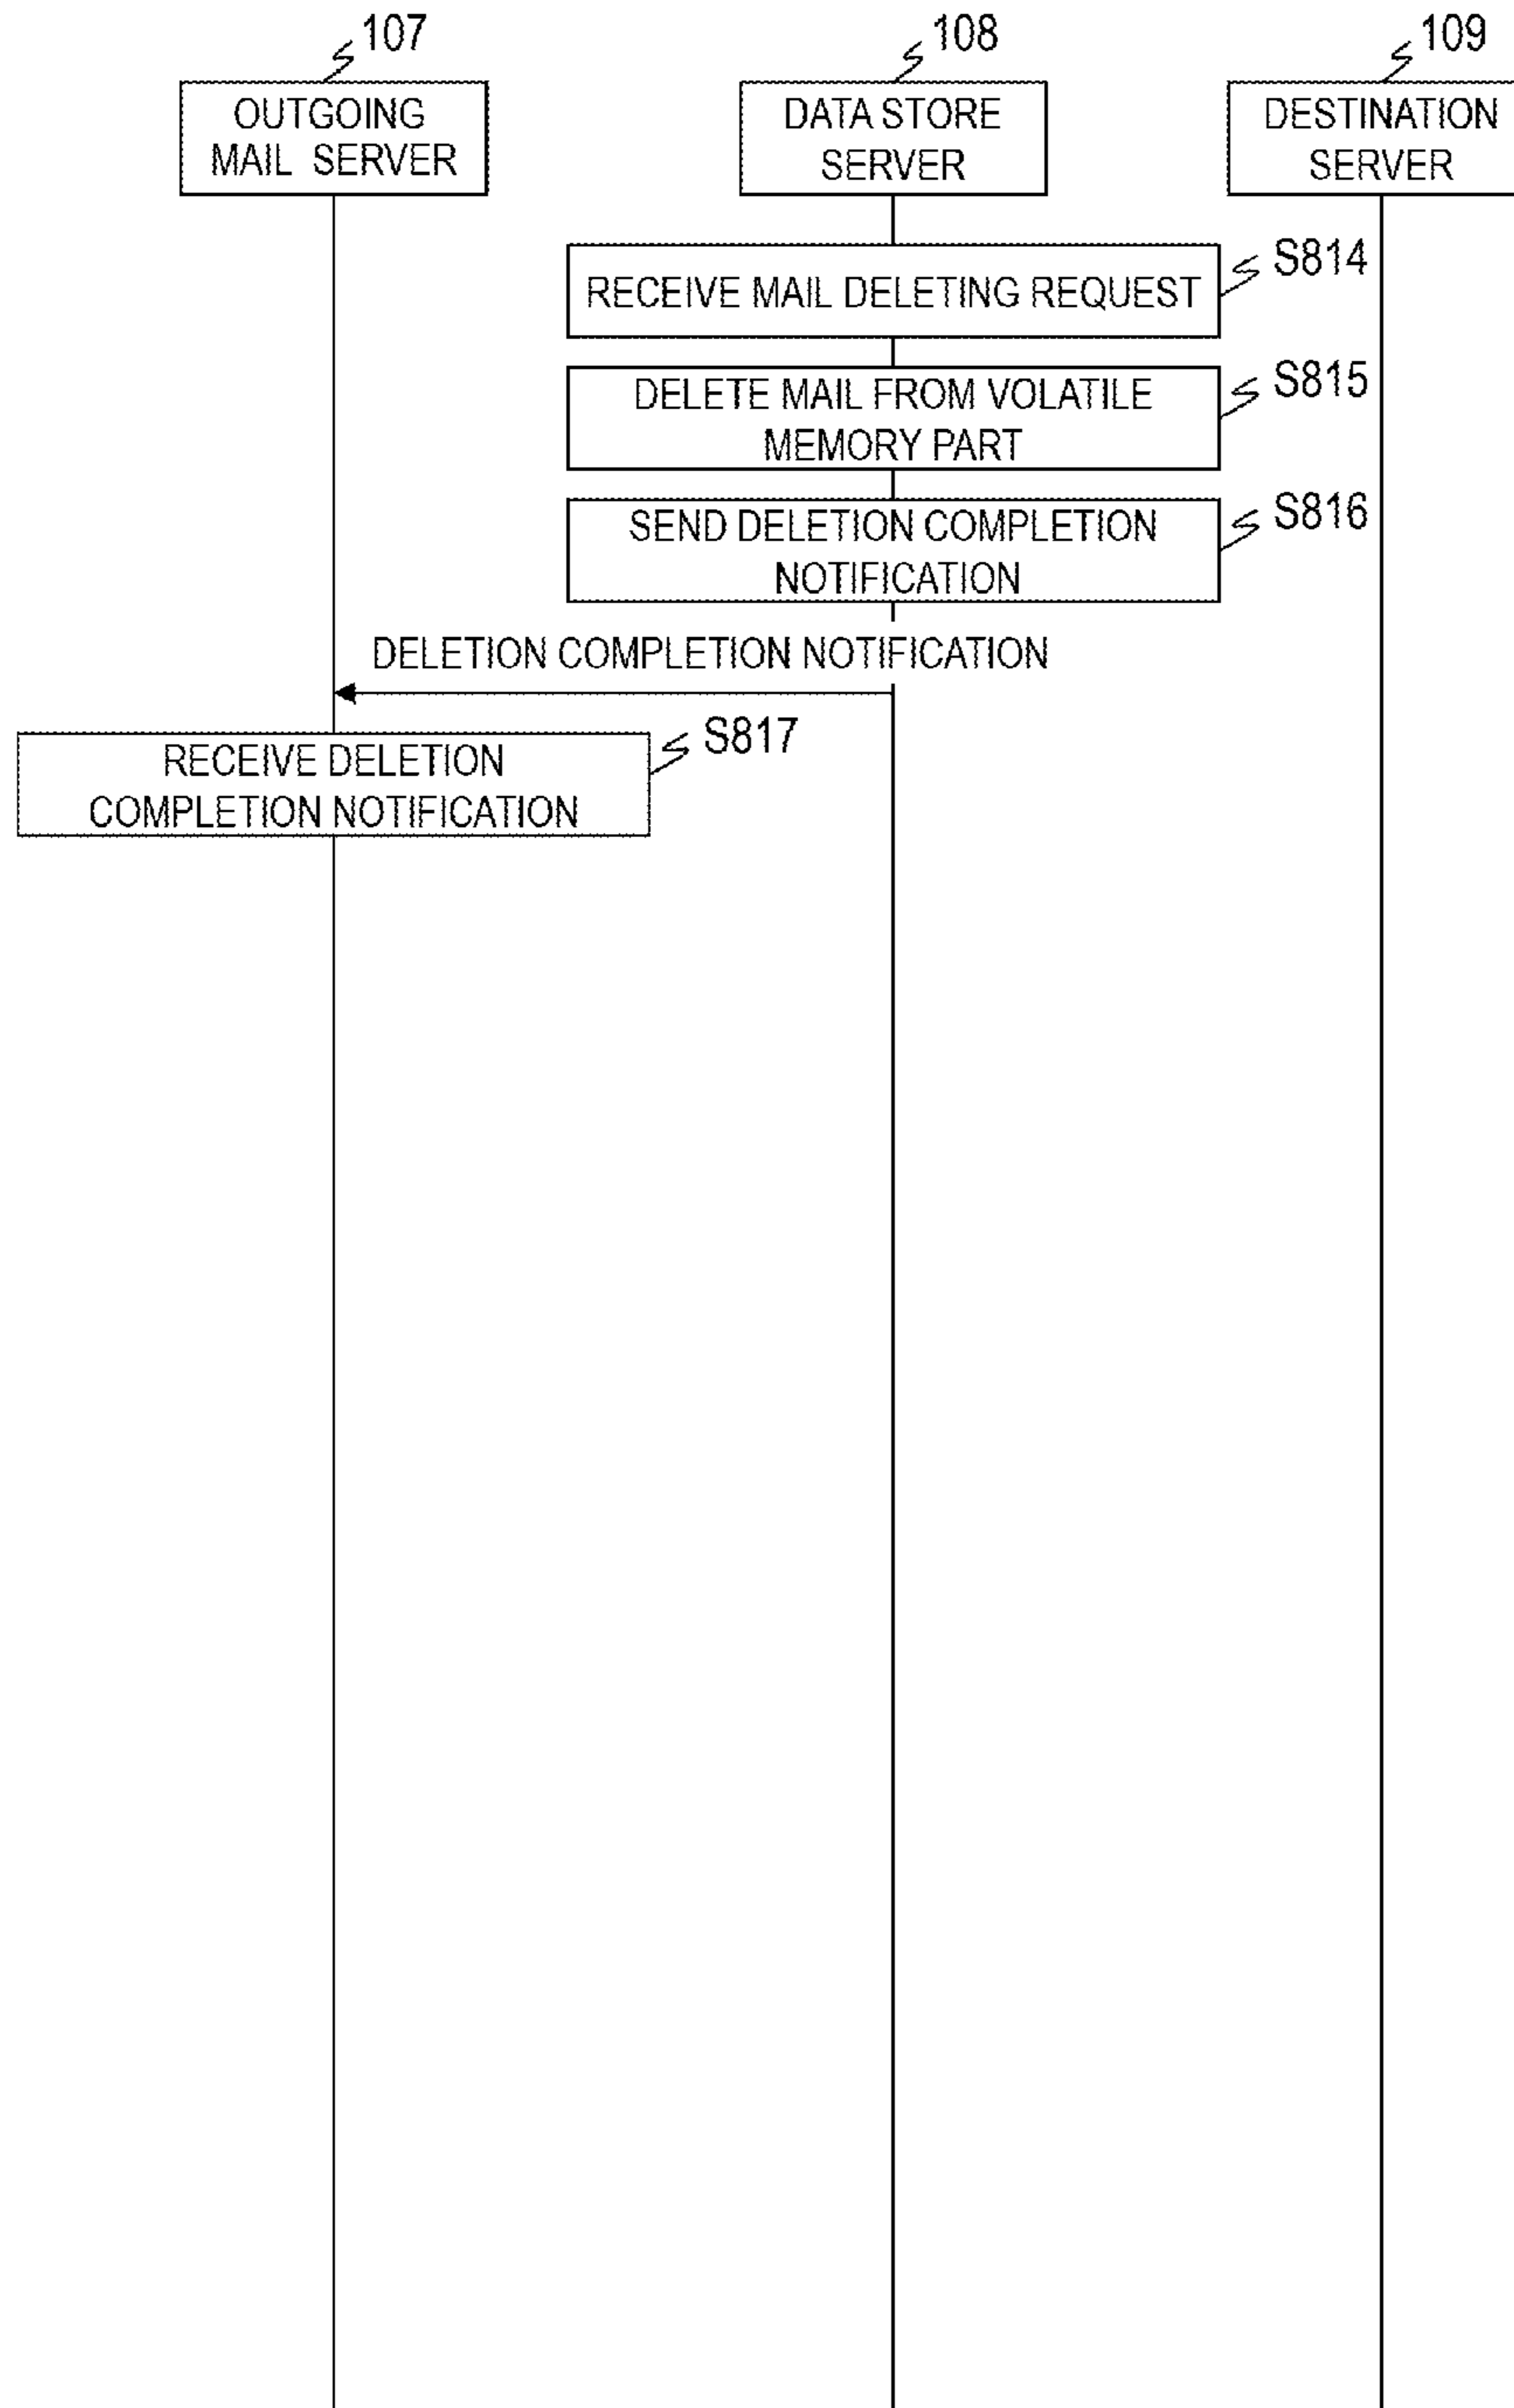 107
108
109
OUTGOING
MAIL SERVER
DATA STORE
SERVER
DESTINATION
SERVER
S814
RECEIVE MAIL DELETING REQUEST
S815
DELETE MAIL FROM VOLATILE
MEMORY PART
S816
SEND DELETION COMPLETION
NOTIFICATION
DELETION COMPLETION NOTIFICATION
S817
RECEIVE DELETION
COMPLETION NOTIFICATION